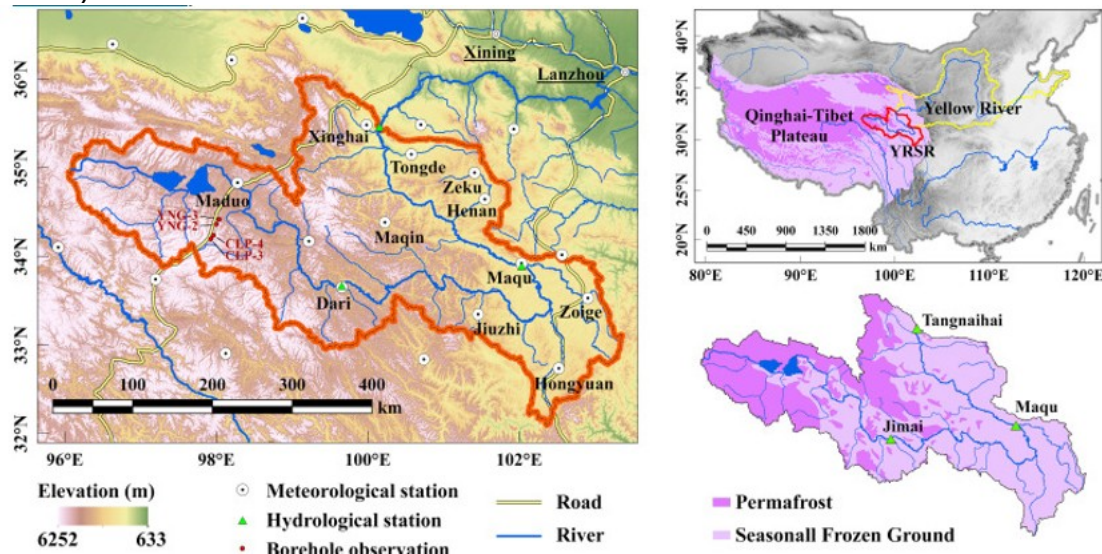 Xining
Lanzhou
Xinghai
Tongde
Zeku
Henan
Maduo
YNG-3
YNG-2
CLP-4
CLP-3
Maqin
Maqu
Dari
Zoige
Jiuzhi
Hongyuan
0 100 200 300 400
km
36°N
35°N
34°N
33°N
32°N
96°E 98°E 100°E 102°E
Elevation (m)
6252 633
Meteorological station
Hydrological station
Borehole observation
Road
River
40°N
35°N
30°N
25°N
20°N
Qinghai-Tibet
Plateau
Yellow River
YRSR
0 450 900 1350 1800
km
80°E 90°E 100°E 110°E 120°E
Tangnaihai
Maqu
Jimai
Permafrost
Seasonall Frozen Ground